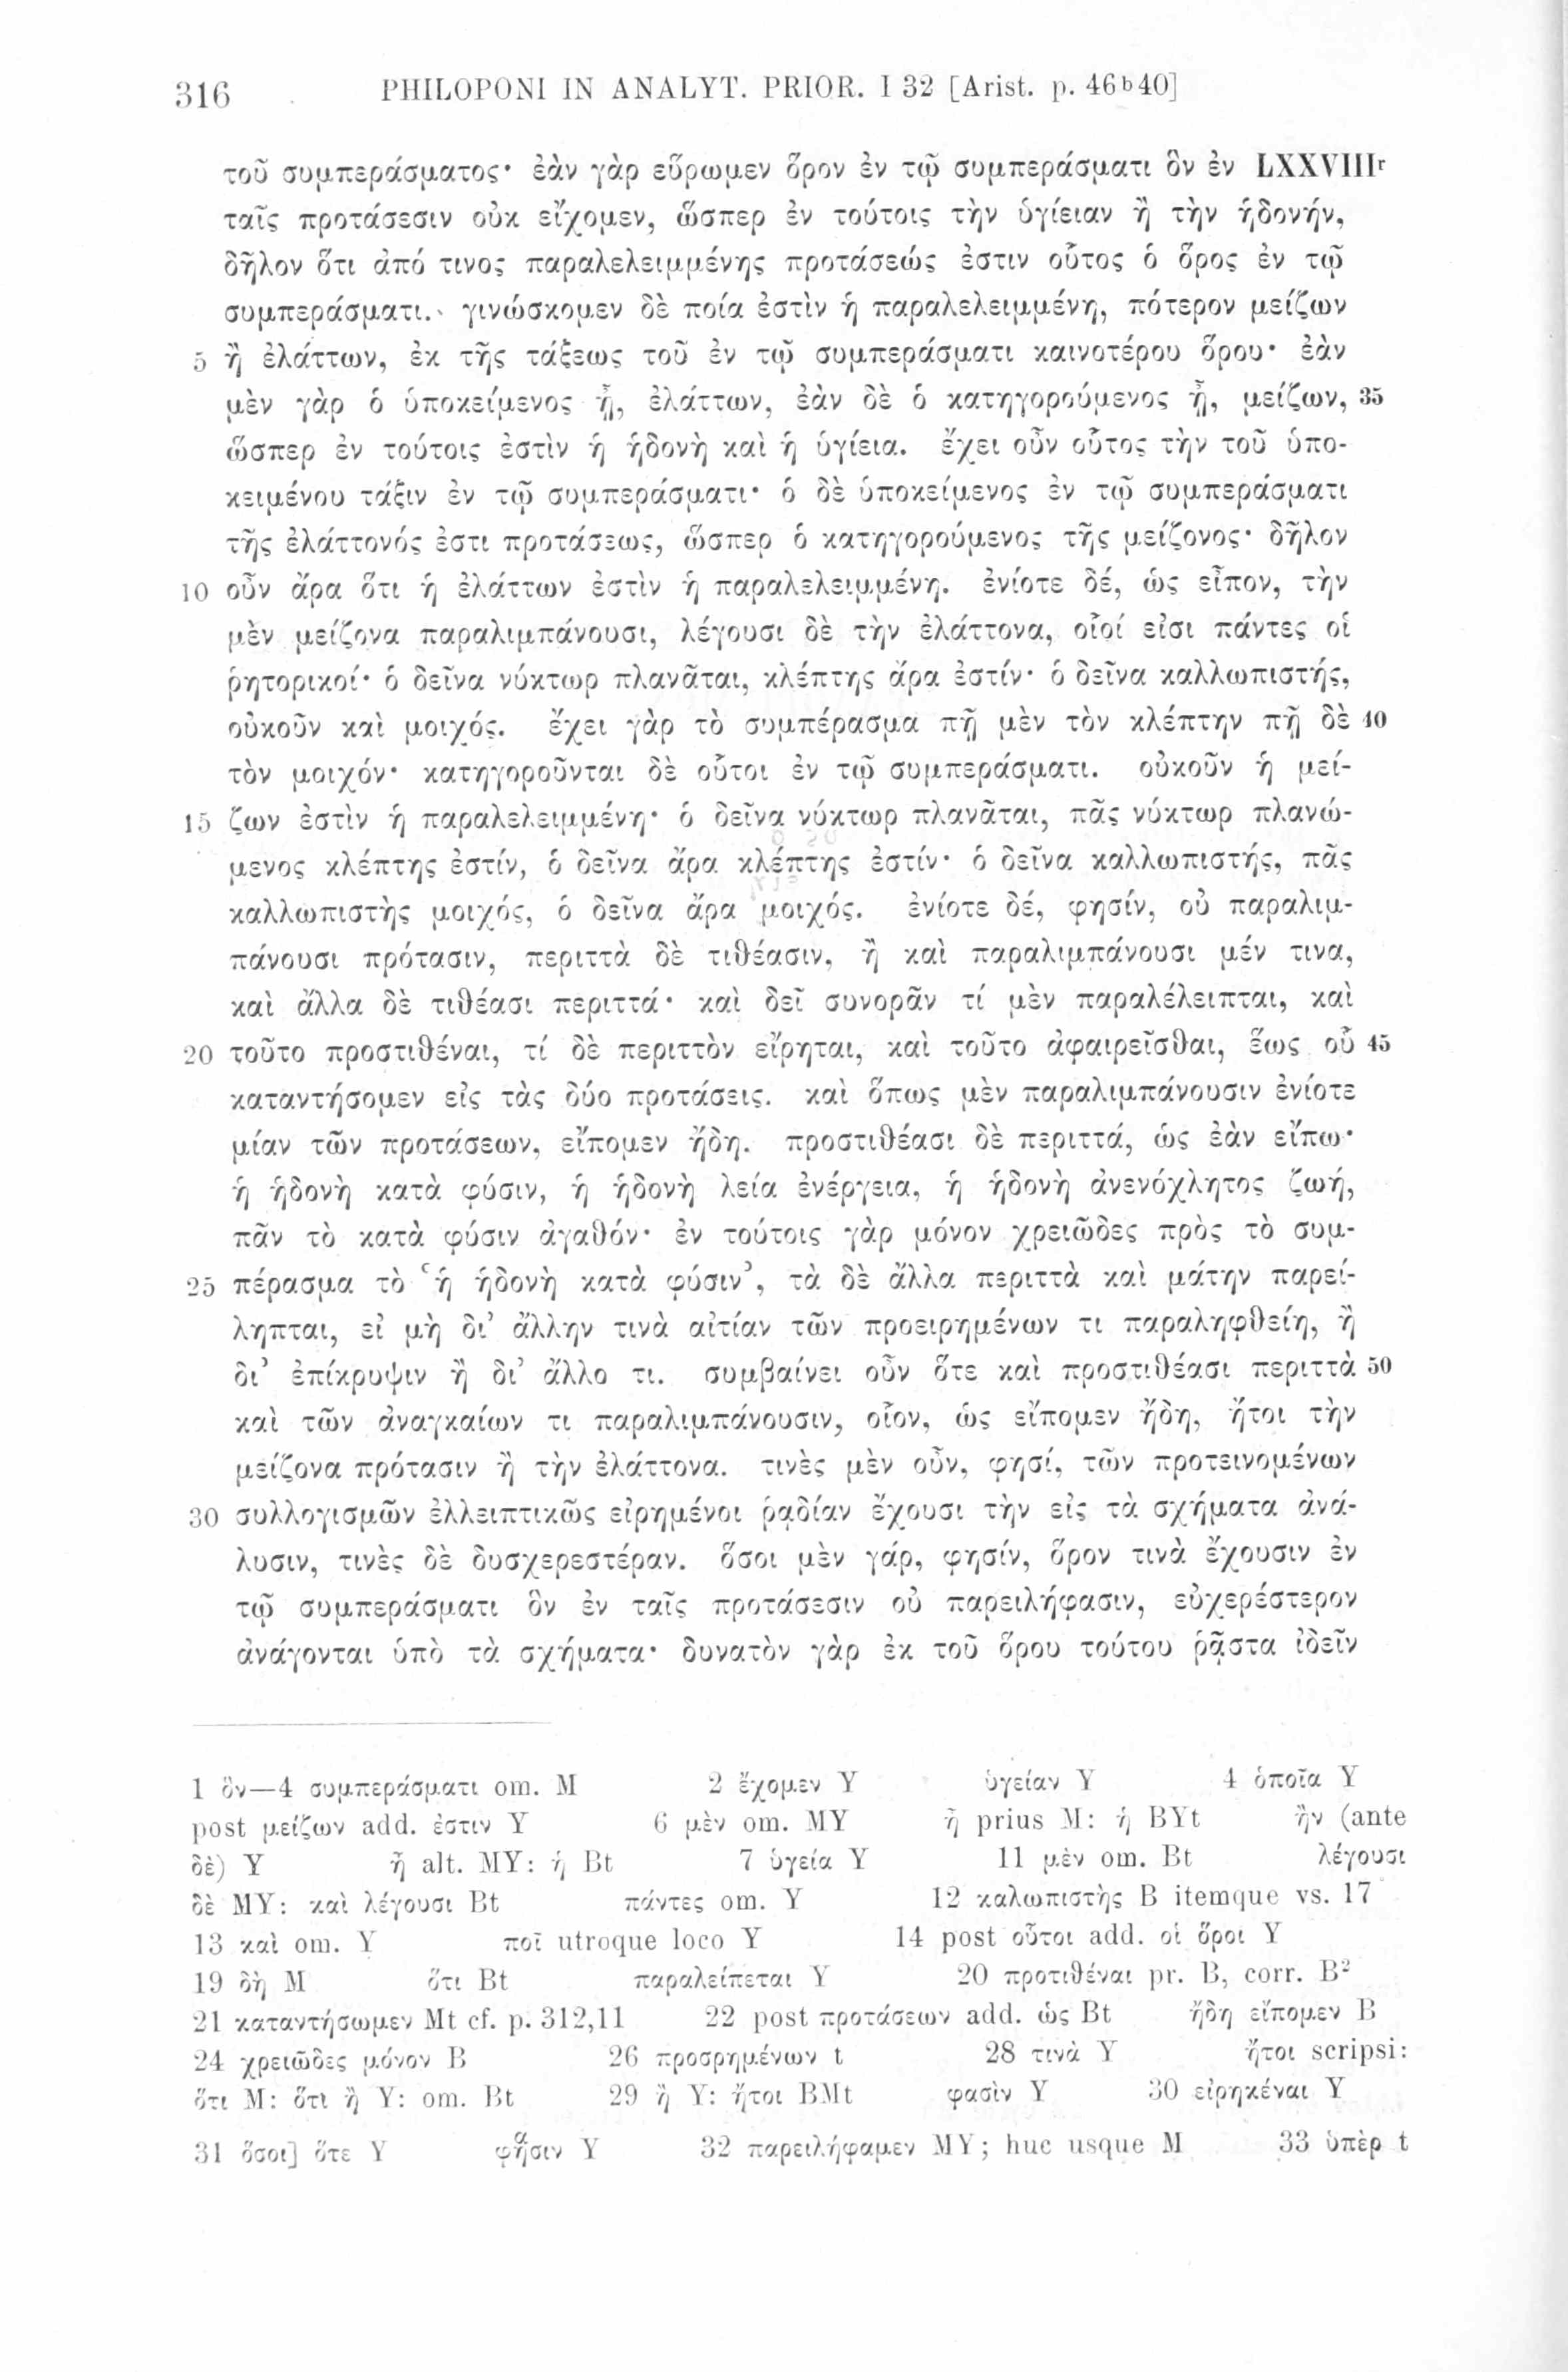 316 PHILOPONI IN ANALYT. PRIOR. I 32 [Arist. p. 46b40]
τοῦ συμπεράσματος· ἐὰν γὰρ εὕρωμεν ὅρον ἐν τῷ συμπεράσματι ὃν ἐν LXXVIIIr
ταῖς προτάσεσιν οὐκ εἴχομεν, ὥσπερ ἐν τούτοις τὴν ὑγίειαν ἢ τὴν ἡδονήν,
δῆλον ὅτι ἀπό τινος παραλελειμμένης προτάσεώς ἐστιν οὗτος ὁ ὅρος ἐν τῷ
συμπεράσματι. γινώσκομεν δὲ ποία ἐστὶν ἡ παραλελειμμένη, πότερον μείζων
5 ἢ ἐλάττων, ἐκ τῆς τάξεως τοῦ ἐν τῷ συμπεράσματι καινοτέρου ὅρου· ἐὰν
μὲν γὰρ ὁ ὑποκείμενος ᾖ, ἐλάττων, ἐὰν δὲ ὁ κατηγορούμενος ᾖ, μείζων, 35
ὥσπερ ἐν τούτοις ἐστὶν ἡ ἡδονὴ καὶ ἡ ὑγίεια. ἔχει οὖν οὗτος τὴν τοῦ ὑπο-
κειμένου τάξιν ἐν τῷ συμπεράσματι· ὁ δὲ ὑποκείμενος ἐν τῷ συμπεράσματι
τῆς ἐλάττονός ἐστι προτάσεως, ὥσπερ ὁ κατηγορούμενος τῆς μείζονος· δῆλον
10 οὖν ἄρα ὅτι ἡ ἐλάττων ἐστὶν ἡ παραλελειμμένη. ἐνίοτε δέ, ὡς εἶπον, τὴν
μὲν μείζονα παραλιμπάνουσι, λέγουσι δὲ τὴν ἐλάττονα, οἷοί εἰσι πάντες οἱ
ῥητορικοί· ὁ δεῖνα νύκτωρ πλανᾶται, κλέπτης ἄρα ἐστίν· ὁ δεῖνα καλλωπιστής,
οὐκοῦν καὶ μοιχός. ἔχει γὰρ τὸ συμπέρασμα πῇ μὲν τὸν κλέπτην πῇ δὲ 40
τὸν μοιχόν· κατηγοροῦνται δὲ οὗτοι ἐν τῷ συμπεράσματι. οὐκοῦν ἡ μεί-
15 ζων ἐστὶν ἡ παραλελειμμένη· ὁ δεῖνα νύκτωρ πλανᾶται, πᾶς νύκτωρ πλανώ-
μενος κλέπτης ἐστίν, ὁ δεῖνα ἄρα κλέπτης ἐστίν· ὁ δεῖνα καλλωπιστής, πᾶς
καλλωπιστὴς μοιχός, ὁ δεῖνα ἄρα μοιχός. ἐνίοτε δέ, φησίν, οὐ παραλιμ-
πάνουσι πρότασιν, περιττὰ δὲ τιθέασιν, ἢ καὶ παραλιμπάνουσι μέν τινα,
καὶ ἄλλα δὲ τιθέασι περιττά· καὶ δεῖ συνορᾶν τί μὲν παραλέλειπται, καὶ
20 τοῦτο προστιθέναι, τί δὲ περιττὸν εἴρηται, καὶ τοῦτο ἀφαιρεῖσθαι, ἕως οὗ 45
καταντήσομεν εἰς τὰς δύο προτάσεις. καὶ ὅπως μὲν παραλιμπάνουσιν ἐνίοτε
μίαν τῶν προτάσεων, εἴπομεν ἤδη. προστιθέασι δὲ περιττά, ὡς ἐὰν εἴπω·
ἡ ἡδονὴ κατὰ φύσιν, ἡ ἡδονὴ λεία ἐνέργεια, ἡ ἡδονὴ ἀνενόχλητος ζωή,
πᾶν τὸ κατὰ φύσιν ἀγαθόν· ἐν τούτοις γὰρ μόνον χρειῶδες πρὸς τὸ συμ-
25 πέρασμα τὸ ‘ἡ ἡδονὴ κατὰ φύσιν’, τὰ δὲ ἄλλα περιττὰ καὶ μάτην παρεί-
ληπται, εἰ μὴ δι’ ἄλλην τινὰ αἰτίαν τῶν προειρημένων τι παραληφθείη, ἢ
δι’ ἐπίκρυψιν ἢ δι’ ἄλλο τι. συμβαίνει οὖν ὅτε καὶ προστιθέασι περιττὰ 50
καὶ τῶν ἀναγκαίων τι παραλιμπάνουσιν, οἷον, ὡς εἴπομεν ἤδη, ἤτοι τὴν
μείζονα πρότασιν ἢ τὴν ἐλάττονα. τινὲς μὲν οὖν, φησί, τῶν προτεινομένων
30 συλλογισμῶν ἐλλειπτικῶς εἰρημένοι ῥᾳδίαν ἔχουσι τὴν εἰς τὰ σχήματα ἀνά-
λυσιν, τινὲς δὲ δυσχερεστέραν. ὅσοι μὲν γάρ, φησίν, ὅρον τινὰ ἔχουσιν ἐν
τῷ συμπεράσματι ὃν ἐν ταῖς προτάσεσιν οὐ παρειλήφασιν, εὐχερέστερον
ἀνάγονται ὑπὸ τὰ σχήματα· δυνατὸν γὰρ ἐκ τοῦ ὅρου τούτου ῥᾷστα ἰδεῖν
1 ὃν—4 συμπεράσματι om. M 2 ἔχομεν Y ὑγείαν Y 4 ὁποῖα Y
post μείζων add. ἐστιν Y 6 μὲν om. MY ᾖ prius M: ἡ BYt ἢν (ante
δὲ) Y ᾖ alt. MY: ἡ Bt 7 ὑγεία Y 11 μὲν om. Bt λέγουσι
δὲ MY: καὶ λέγουσι Bt πάντες om. Y 12 καλωπιστὴς B itemque vs. 17
13 καὶ om. Y ποῖ utroque loco Y 14 post οὗτοι add. οἱ ὅροι Y
19 δὴ M ὅτι Bt παραλείπεται Y 20 προτιθέναι pr. B, corr. B2
21 καταντήσωμεν Mt cf. p. 312,11 22 post προτάσεων add. ὡς Bt ἤδη εἴπομεν B
24 χρειῶδες μόνον B 26 προσρημένων t 28 τινὰ Y ἤτοι scripsi:
ὅτι M: ὅτι ἢ Y: om. Bt 29 ἢ Y: ἤτοι BMt φασὶν Y 30 εἰρηκέναι Y
31 ὅσοι] ὅτε Y φησιν Y 32 παρειλήφαμεν MY; huc usque M 33 ὑπὲρ t